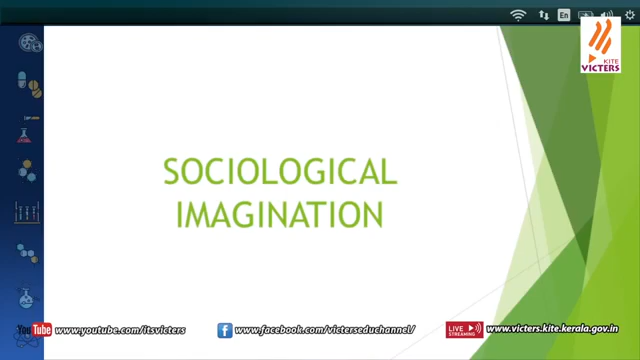 En
KITE
VICTERS
SOCIOLOGICAL
IMAGINATION
YouTube www.youtube.com/itsvicters
f www.facebook.com/victerseduchannel/
LIVE STREAMING www.victers.kite.kerala.gov.in